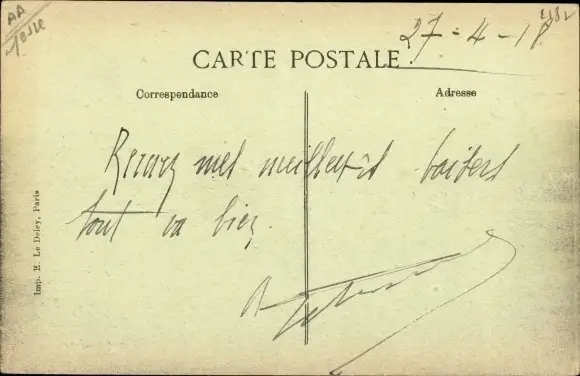 AA
27-4-18
CARTE POSTALE
Correspondance
Adresse
Recevez mes meilleurs baisers
tout va bien.
Imp. E. Le Deley, Paris